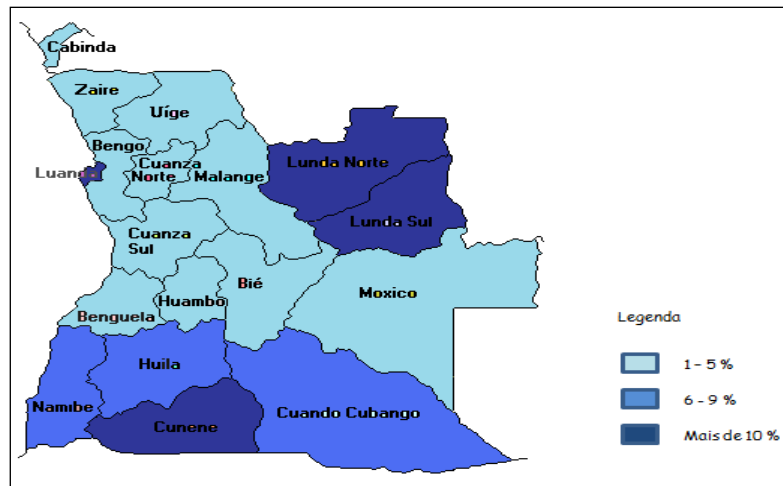 Cabinda
Zaire
Uíge
Bengo
Luanda
Cuanza
Norte
Malange
Lunda Norte
Lunda Sul
Cuanza
Sul
Bié
Huambo
Benguela
Moxico
Huila
Namibe
Cunene
Cuando Cubango
Legenda
1 - 5 %
6 - 9 %
Mais de 10 %